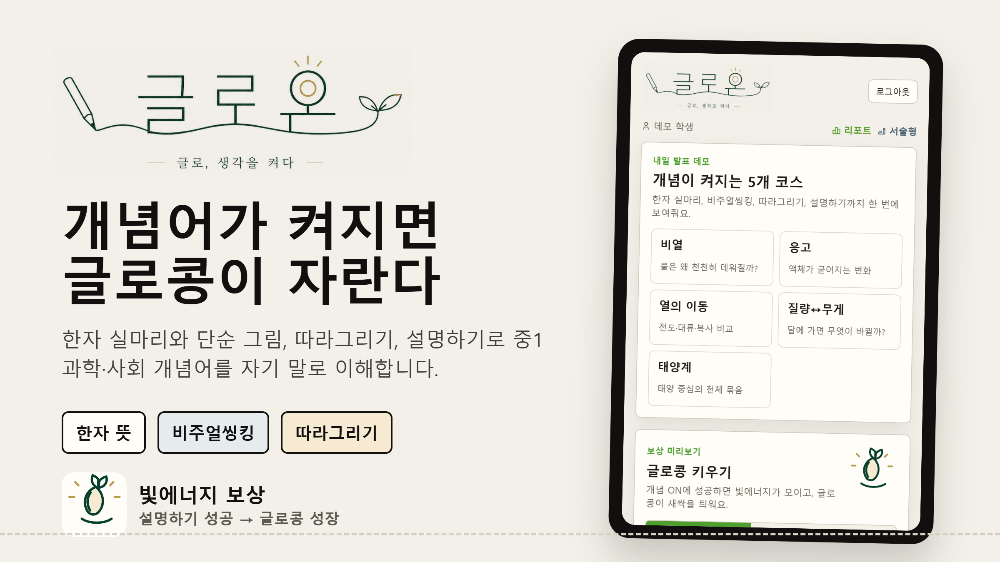 글로오
글로, 생각을 켜다
개념어가 켜지면
글로콩이 자란다
한자 실마리와 단순 그림, 따라그리기, 설명하기로 중1
과학·사회 개념어를 자기 말로 이해합니다.
한자 뜻
비주얼씽킹
따라그리기
빛에너지 보상
설명하기 성공 → 글로콩 성장
글로오
글로, 생각을 켜다
로그아웃
데모 학생
리포트
서술형
내일 발표 데모
개념이 켜지는 5개 코스
한자 실마리, 비주얼씽킹, 따라그리기, 설명하기까지 한 번에
보여줘요.
비열
물은 왜 천천히 데워질까?
응고
액체가 굳어지는 변화
열의 이동
전도·대류·복사 비교
질량↔무게
달에 가면 무엇이 바뀔까?
태양계
태양 중심의 천체 묶음
보상 미리보기
글로콩 키우기
개념 ON에 성공하면 빛에너지가 모이고, 글로
콩이 새싹을 틔워요.